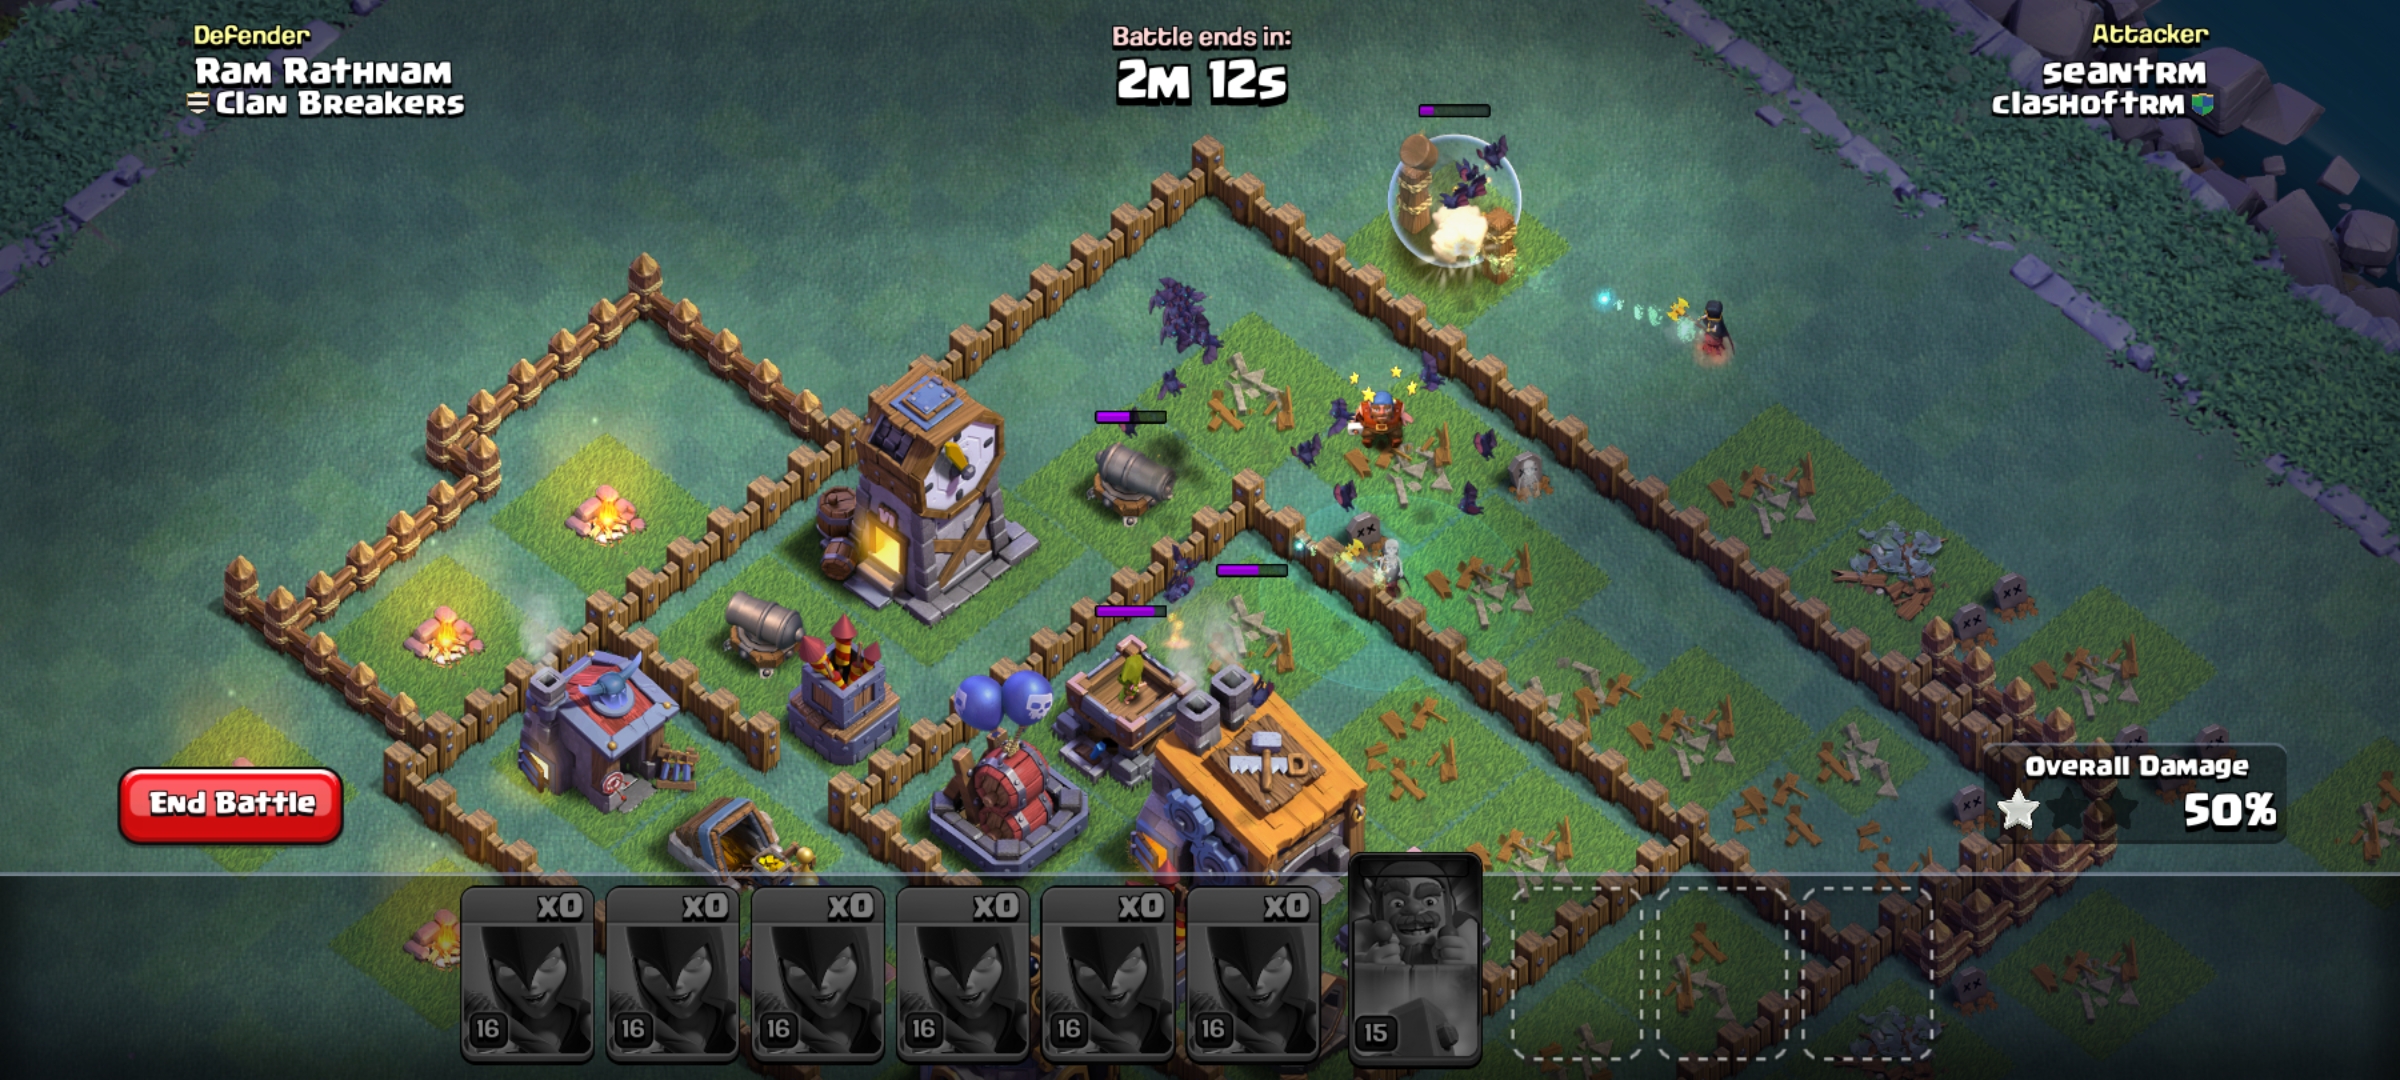 Defender
Ram Rathnam
Clan Breakers
Battle ends in:
2M 12s
Attacker
seantrm
clashoftrm
End Battle
Overall Damage
50%
x0
x0
x0
x0
x0
x0
16
16
16
16
16
16
15